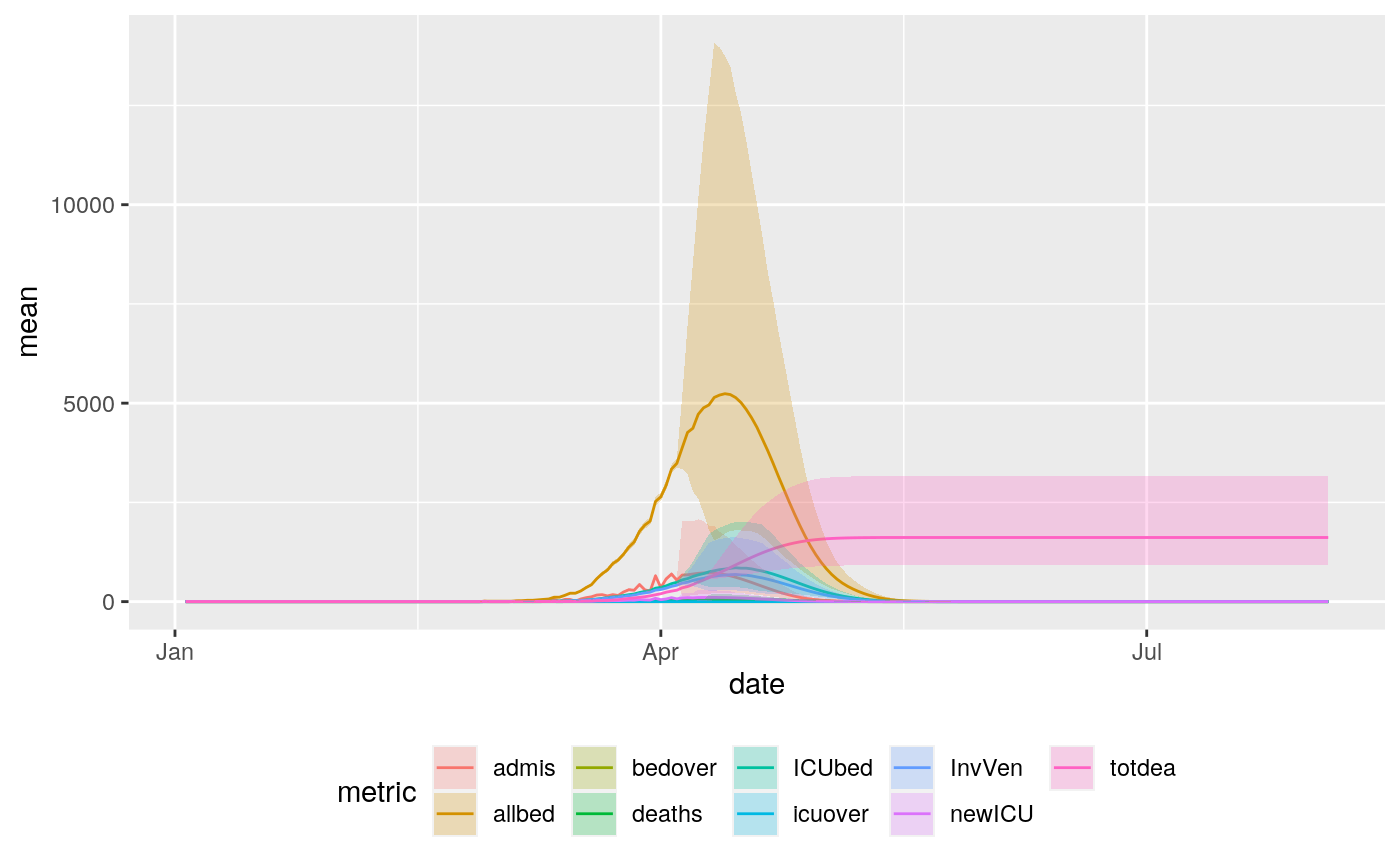 10000
5000
0
mean
Jan Apr Jul
date
metric
admis bedover ICUbed InvVen totdea
allbed deaths icuover newICU